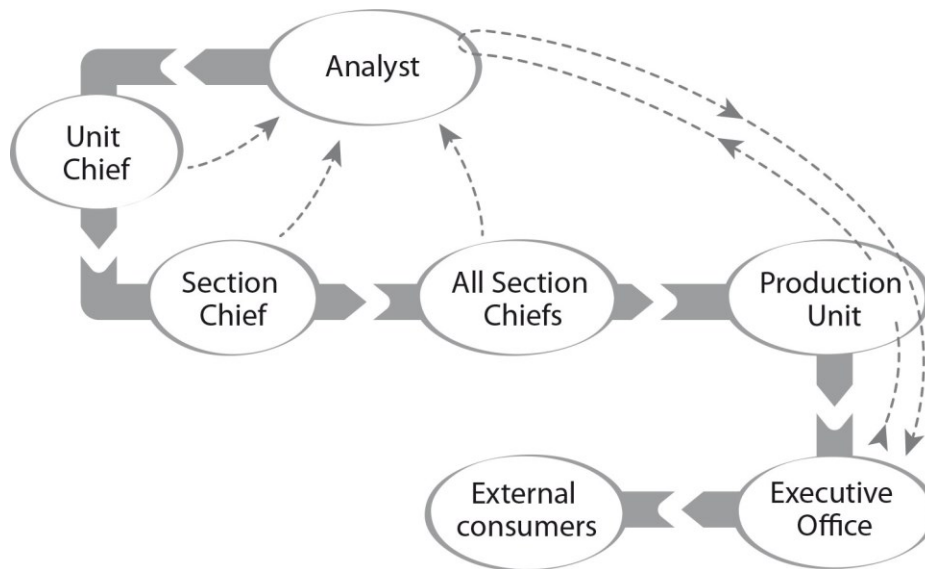 Analyst
Unit
Chief
Section
Chief
All Section
Chiefs
Production
Unit
External
consumers
Executive
Office